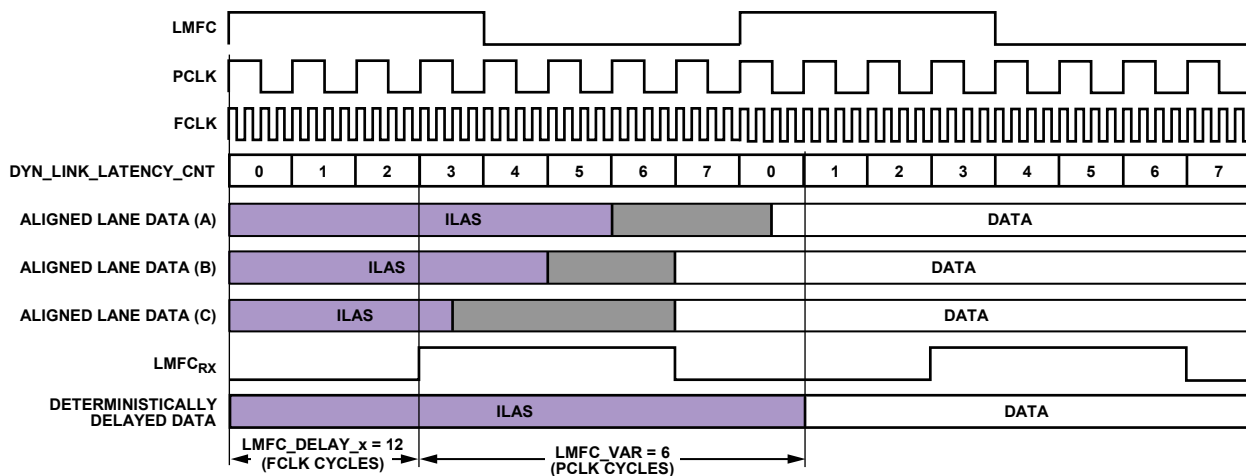 LMFC
PCLK
FCLK
DYN_LINK_LATENCY_CNT 0 1 2 3 4 5 6 7 0 1 2 3 4 5 6 7
ALIGNED LANE DATA (A) ILAS DATA
ALIGNED LANE DATA (B) ILAS DATA
ALIGNED LANE DATA (C) ILAS DATA
LMFCRX
DETERMINISTICALLY
DELAYED DATA
ILAS DATA
LMFC_DELAY_x = 12
(FCLK CYCLES)
LMFC_VAR = 6
(PCLK CYCLES)